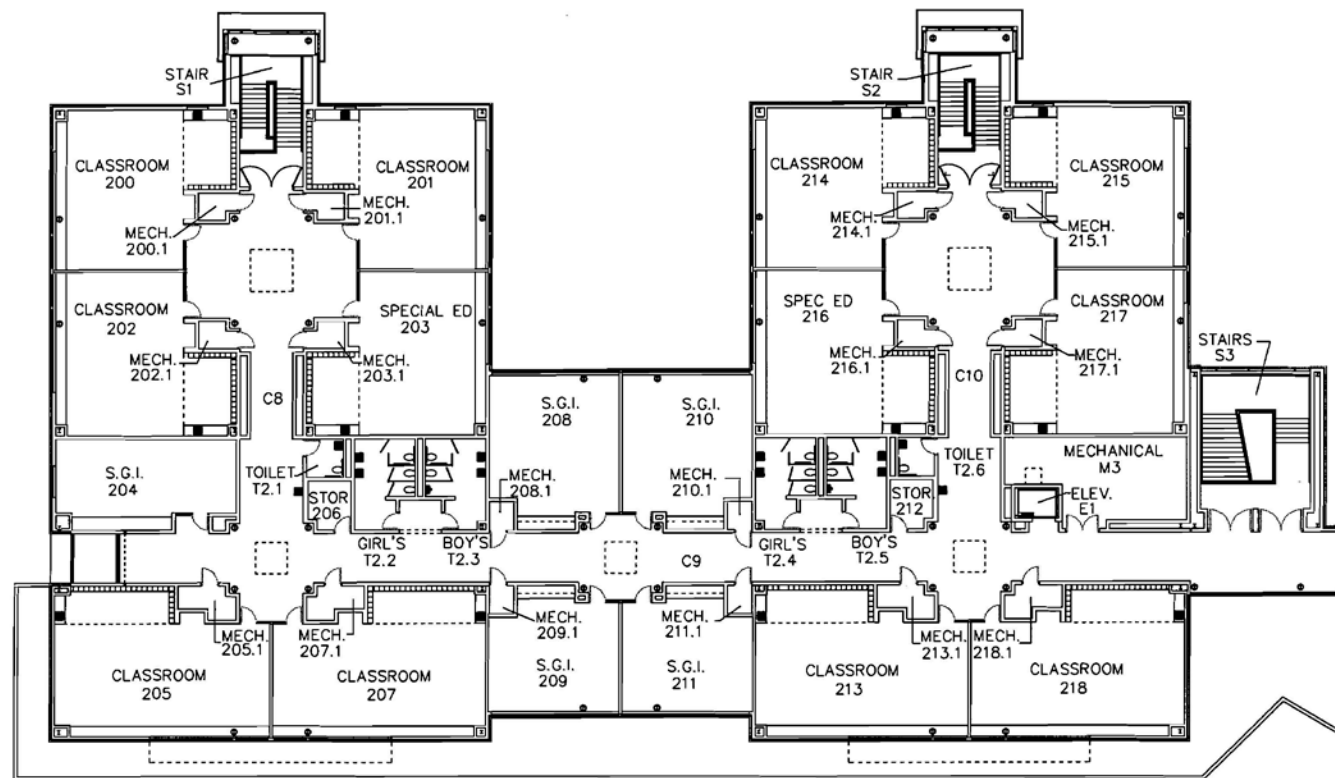 STAIR
S1
STAIR
S2
CLASSROOM
200
CLASSROOM
201
CLASSROOM
214
CLASSROOM
215
MECH.
200.1
MECH.
201.1
MECH.
214.1
MECH.
215.1
CLASSROOM
202
SPECIAL ED
203
SPEC ED
216
CLASSROOM
217
STAIRS
S3
MECH.
202.1
MECH.
203.1
MECH.
216.1
MECH.
217.1
C8
C10
S.G.I.
208
S.G.I.
210
S.G.I.
204
TOILET
T2.1
STOR
206
MECH.
208.1
MECH.
210.1
TOILET
T2.6
STOR
212
MECHANICAL
M3
ELEV.
E1
GIRL'S
T2.2
BOY'S
T2.3
C9
GIRL'S
T2.4
BOY'S
T2.5
MECH.
205.1
MECH.
207.1
MECH.
209.1
MECH.
211.1
MECH.
213.1
MECH.
218.1
CLASSROOM
205
CLASSROOM
207
S.G.I.
209
S.G.I.
211
CLASSROOM
213
CLASSROOM
218